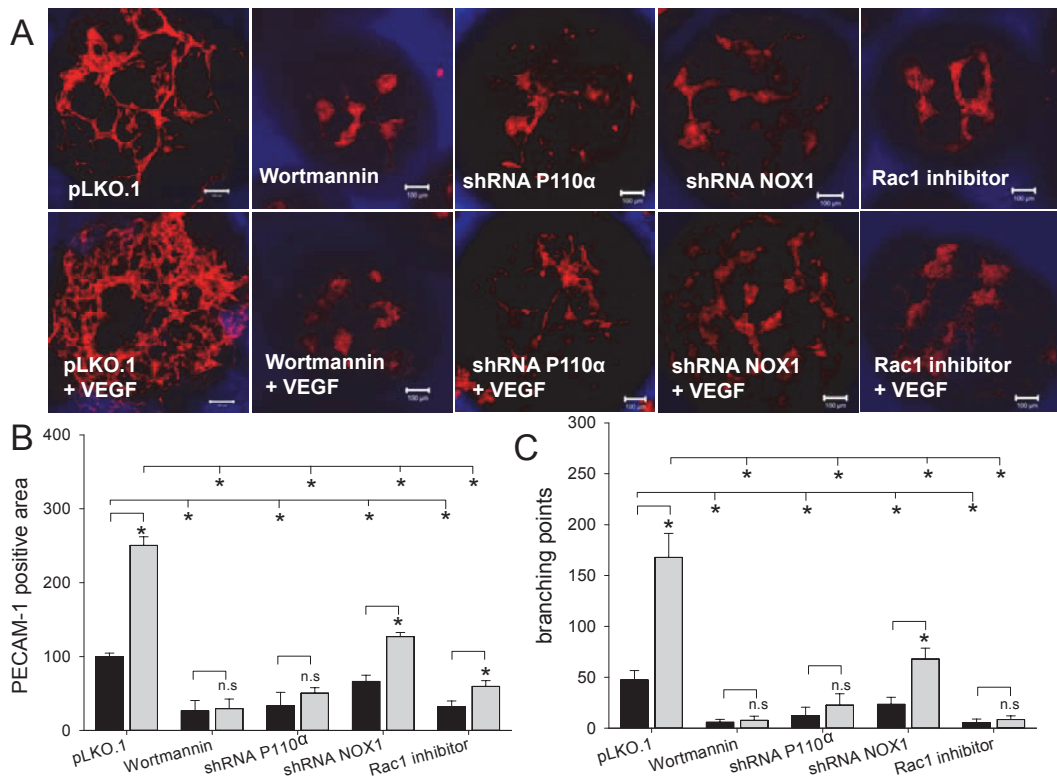 A
pLKO.1
Wortmannin
100 µm
shRNA P110α
100 µm
shRNA NOX1
100 µm
Rac1 inhibitor
100 µm
pLKO.1
+ VEGF
Wortmannin
+ VEGF
100 µm
shRNA P110α
+ VEGF
100 µm
shRNA NOX1
+ VEGF
100 µm
Rac1 inhibitor
+ VEGF
100 µm
B
PECAM-1 positive area
400
300
200
100
0
* * * *
* * * *
*
n.s
n.s
*
*
pLKO.1
Wortmannin
shRNA P110α
shRNA NOX1
Rac1 inhibitor
C
branching points
300
250
200
150
100
50
0
* * * *
* * * *
*
n.s
n.s
*
n.s
pLKO.1
Wortmannin
shRNA P110α
shRNA NOX1
Rac1 inhibitor